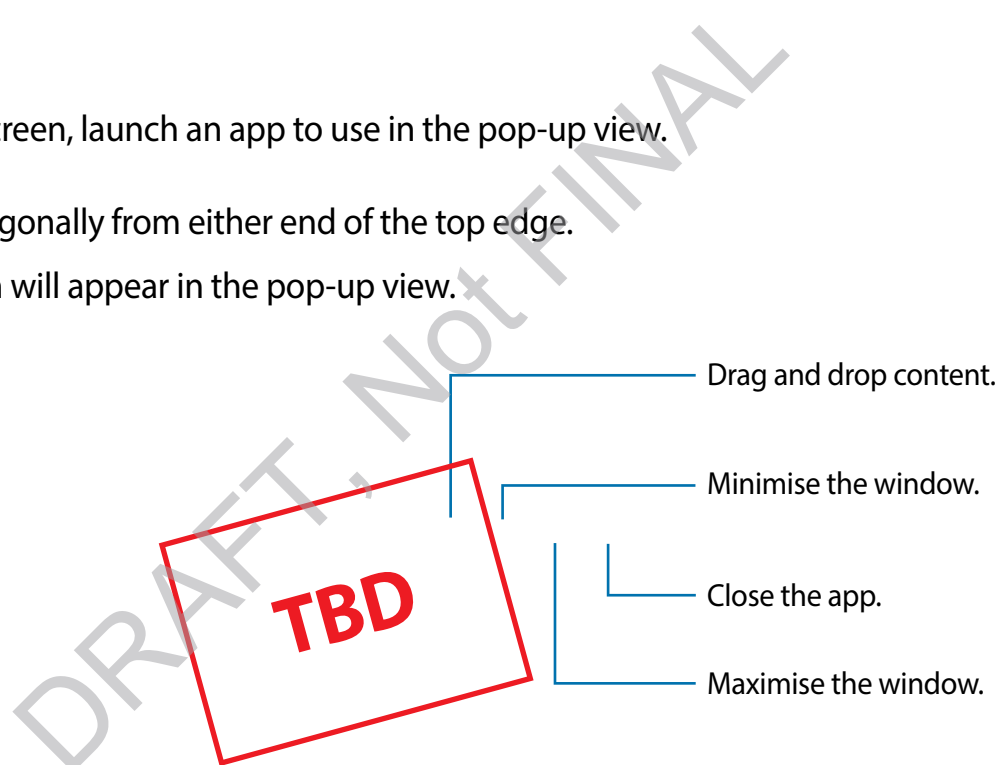 launch an app to use in the pop-up view.
from either end of the top edge.
will appear in the pop-up view.
Drag and drop content.
Minimise the window.
TBD
Close the app.
Maximise the window.
DRAFT, Not FINAL